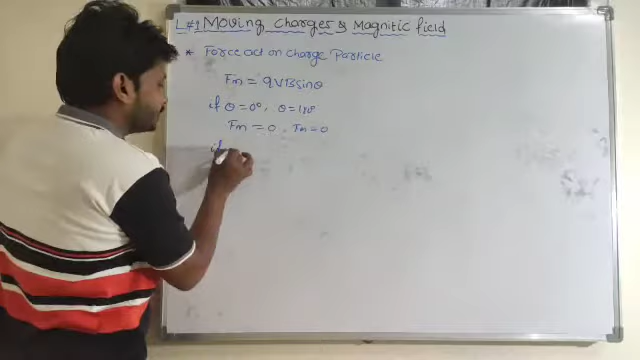 L#1 Moving Charges & Magnitic field
* Force act on charge Particle
Fm = qVBsinθ
if θ = 0°, θ = 180°
Fm = 0, Fm = 0
if